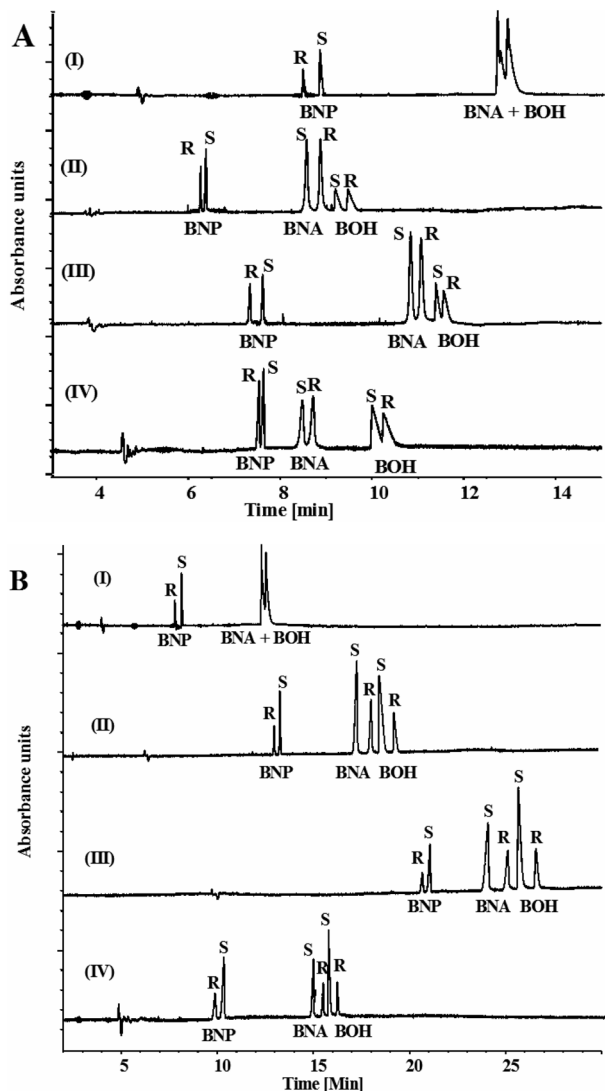 A
Absorbance units
(I)
R
S
BNP
BNA + BOH
(II)
R
S
S
R
S
R
BNP
BNA
BOH
(III)
R
S
S
R
S
R
BNP
BNA
BOH
(IV)
R
S
S
R
S
R
BNP
BNA
BOH
4 6 8 10 12 14
Time [min]
B
Absorbance units
(I)
R
S
BNP
BNA + BOH
(II)
R
S
S
R
S
R
BNP
BNA
BOH
(III)
R
S
S
R
S
R
BNP
BNA
BOH
(IV)
R
S
S
R
S
R
BNP
BNA
BOH
5 10 15 20 25
Time [Min]